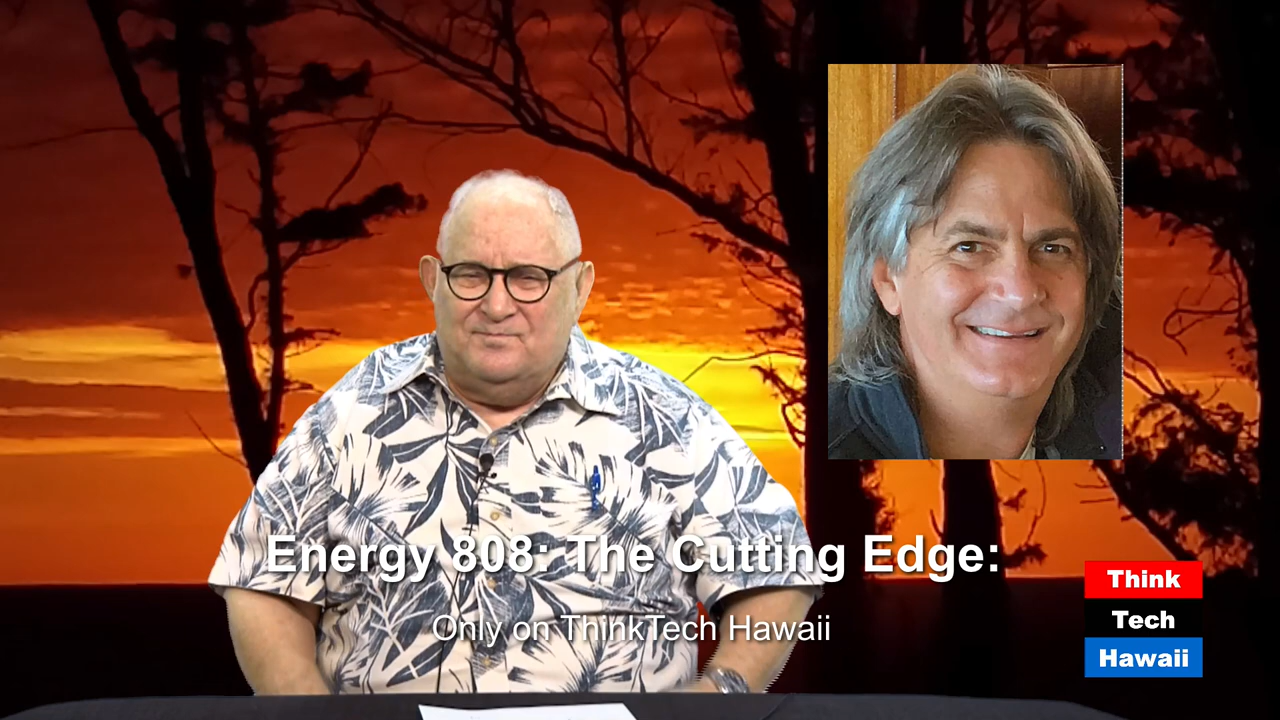 Energy 808: The Cutting Edge:
Only on ThinkTech Hawaii
Think
Tech
Hawaii